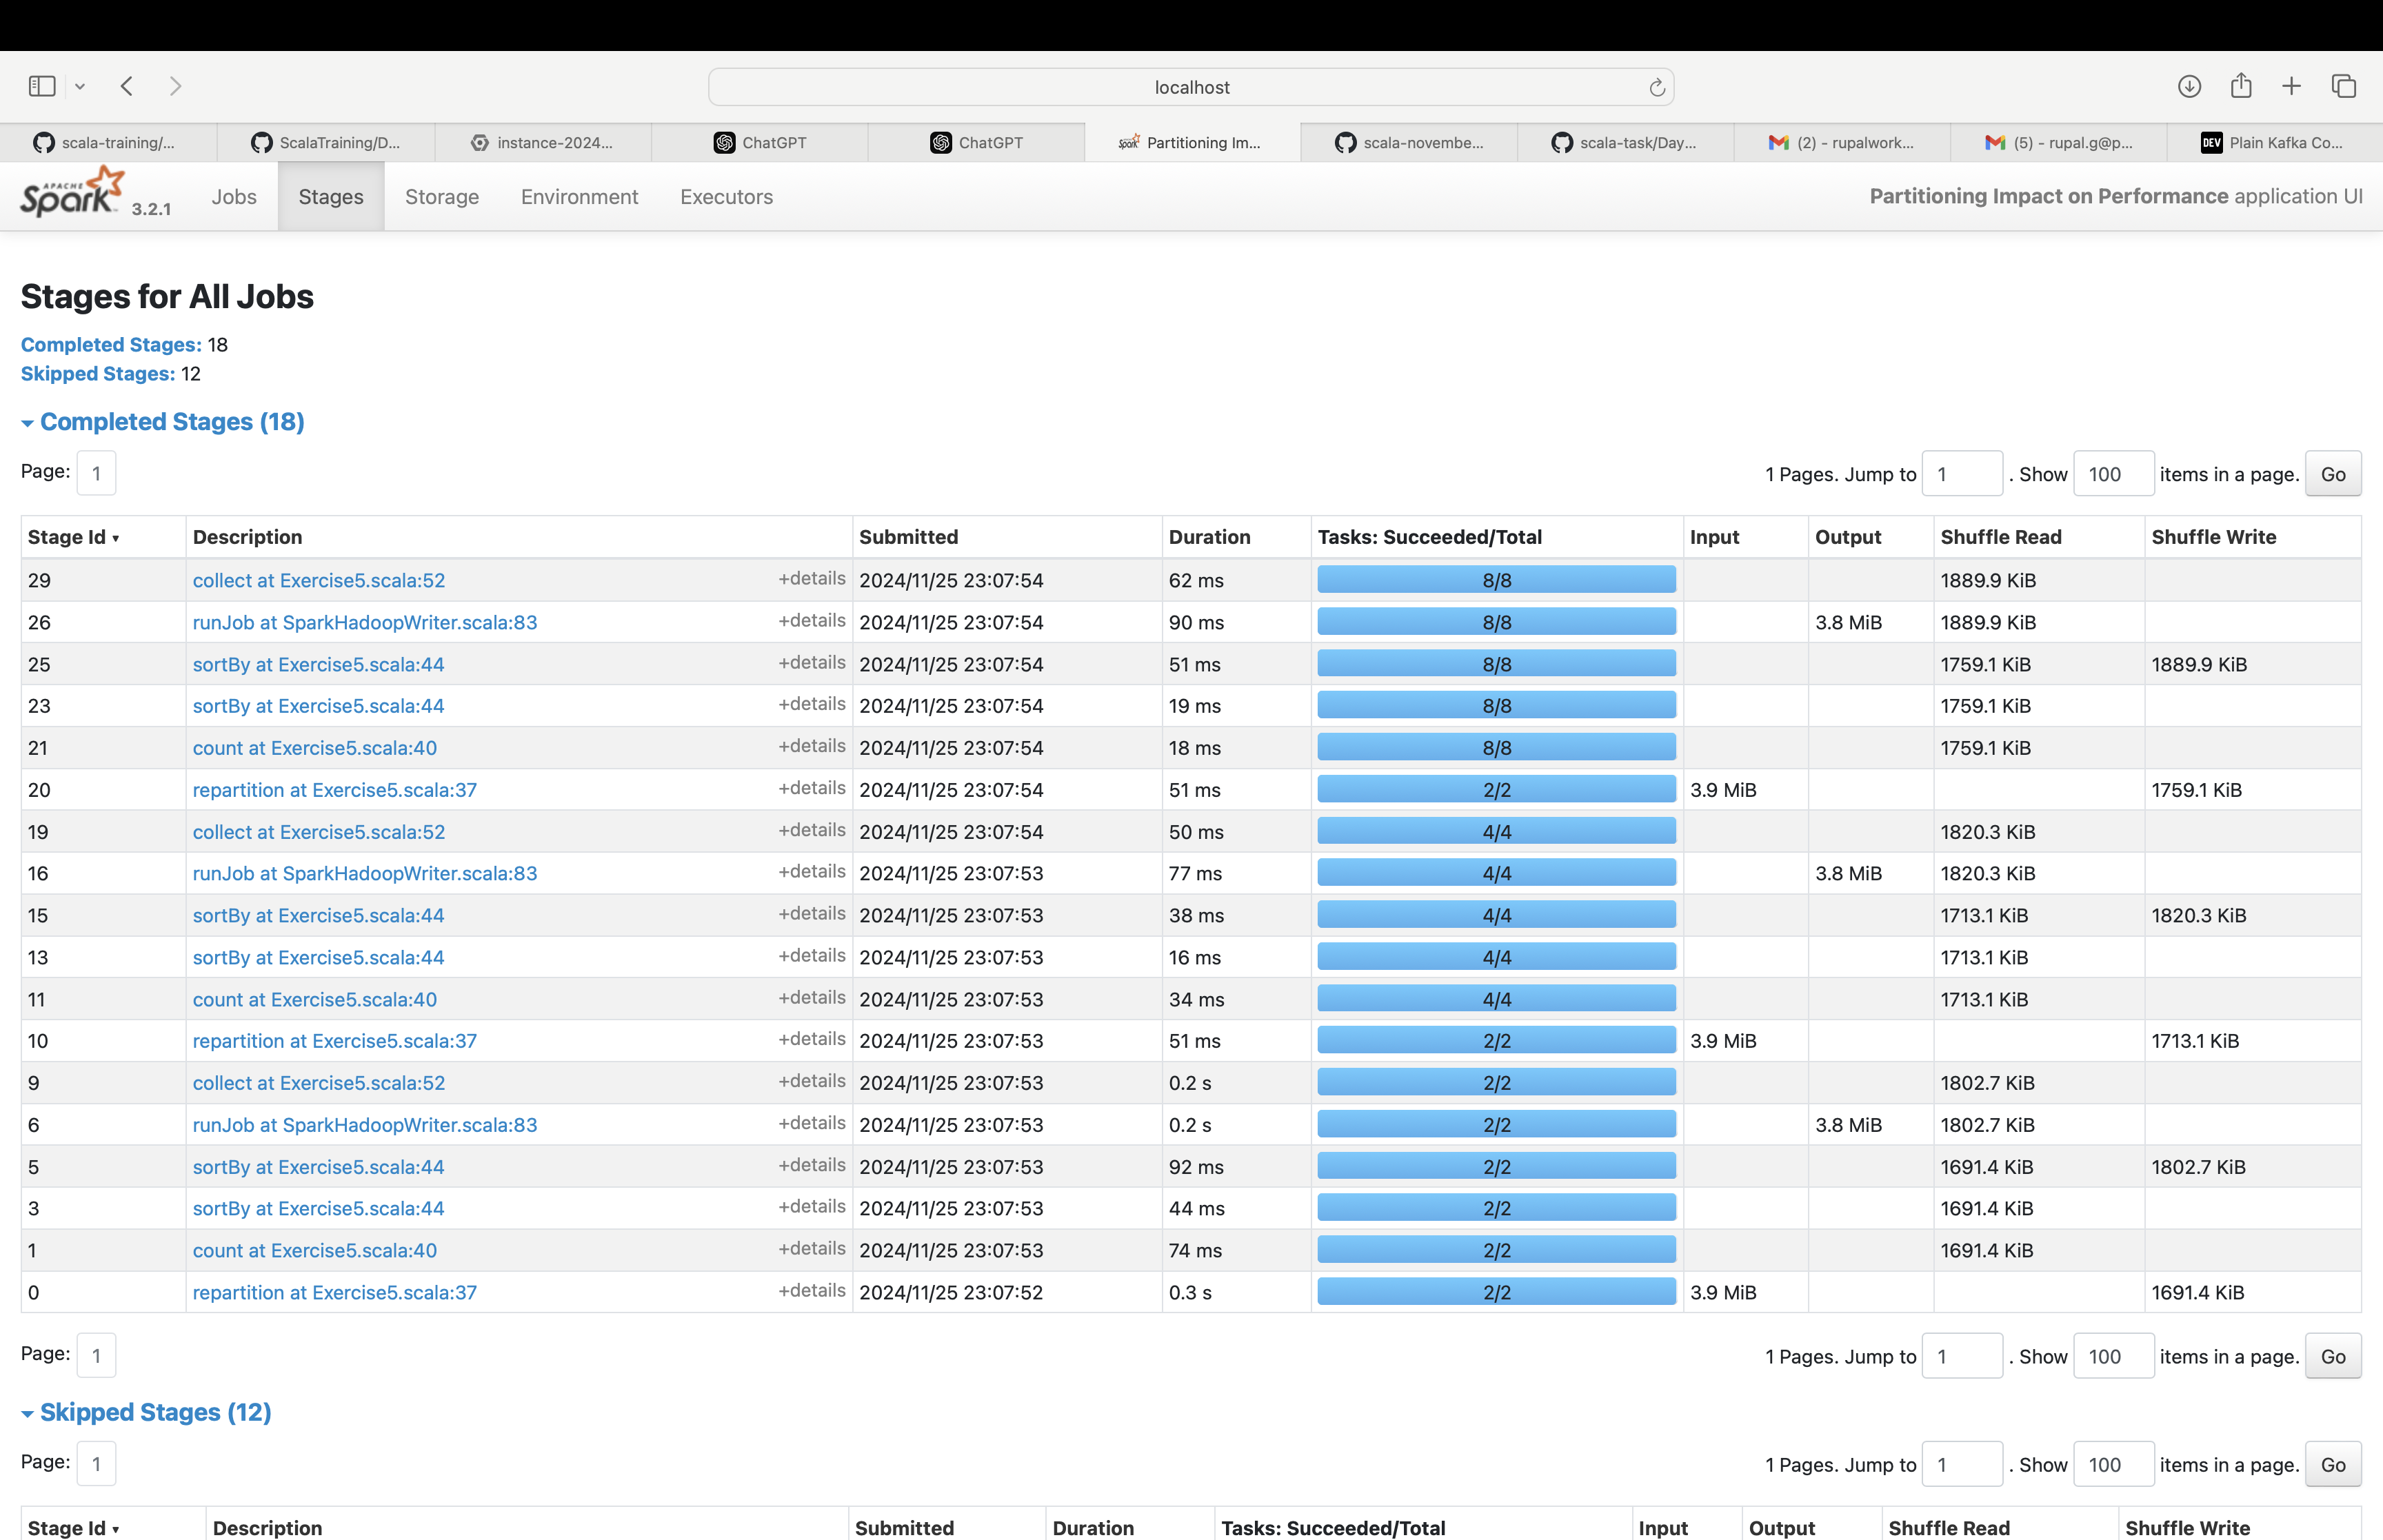 localhost
scala-training/...
ScalaTraining/D...
instance-2024...
ChatGPT
ChatGPT
Spark
Partitioning Im...
scala-novembe...
scala-task/Day...
(2) - rupalwork...
(5) - rupal.g@p...
DEV
Plain Kafka Co...
APACHE
Spark 3.2.1
Jobs
Stages
Storage
Environment
Executors
Partitioning Impact on Performance application UI
Stages for All Jobs
Completed Stages: 18
Skipped Stages: 12
Completed Stages (18)
Page: 1
1 Pages. Jump to 1 . Show 100 items in a page. Go
Stage Id ▾ Description Submitted Duration Tasks: Succeeded/Total Input Output Shuffle Read Shuffle Write
29 collect at Exercise5.scala:52 +details 2024/11/25 23:07:54 62 ms 8/8 1889.9 KiB
26 runJob at SparkHadoopWriter.scala:83 +details 2024/11/25 23:07:54 90 ms 8/8 3.8 MiB 1889.9 KiB
25 sortBy at Exercise5.scala:44 +details 2024/11/25 23:07:54 51 ms 8/8 1759.1 KiB 1889.9 KiB
23 sortBy at Exercise5.scala:44 +details 2024/11/25 23:07:54 19 ms 8/8 1759.1 KiB
21 count at Exercise5.scala:40 +details 2024/11/25 23:07:54 18 ms 8/8 1759.1 KiB
20 repartition at Exercise5.scala:37 +details 2024/11/25 23:07:54 51 ms 2/2 3.9 MiB 1759.1 KiB
19 collect at Exercise5.scala:52 +details 2024/11/25 23:07:54 50 ms 4/4 1820.3 KiB
16 runJob at SparkHadoopWriter.scala:83 +details 2024/11/25 23:07:53 77 ms 4/4 3.8 MiB 1820.3 KiB
15 sortBy at Exercise5.scala:44 +details 2024/11/25 23:07:53 38 ms 4/4 1713.1 KiB 1820.3 KiB
13 sortBy at Exercise5.scala:44 +details 2024/11/25 23:07:53 16 ms 4/4 1713.1 KiB
11 count at Exercise5.scala:40 +details 2024/11/25 23:07:53 34 ms 4/4 1713.1 KiB
10 repartition at Exercise5.scala:37 +details 2024/11/25 23:07:53 51 ms 2/2 3.9 MiB 1713.1 KiB
9 collect at Exercise5.scala:52 +details 2024/11/25 23:07:53 0.2 s 2/2 1802.7 KiB
6 runJob at SparkHadoopWriter.scala:83 +details 2024/11/25 23:07:53 0.2 s 2/2 3.8 MiB 1802.7 KiB
5 sortBy at Exercise5.scala:44 +details 2024/11/25 23:07:53 92 ms 2/2 1691.4 KiB 1802.7 KiB
3 sortBy at Exercise5.scala:44 +details 2024/11/25 23:07:53 44 ms 2/2 1691.4 KiB
1 count at Exercise5.scala:40 +details 2024/11/25 23:07:53 74 ms 2/2 1691.4 KiB
0 repartition at Exercise5.scala:37 +details 2024/11/25 23:07:52 0.3 s 2/2 3.9 MiB 1691.4 KiB
Page: 1
1 Pages. Jump to 1 . Show 100 items in a page. Go
Skipped Stages (12)
Page: 1
1 Pages. Jump to 1 . Show 100 items in a page. Go
Stage Id ▾ Description Submitted Duration Tasks: Succeeded/Total Input Output Shuffle Read Shuffle Write